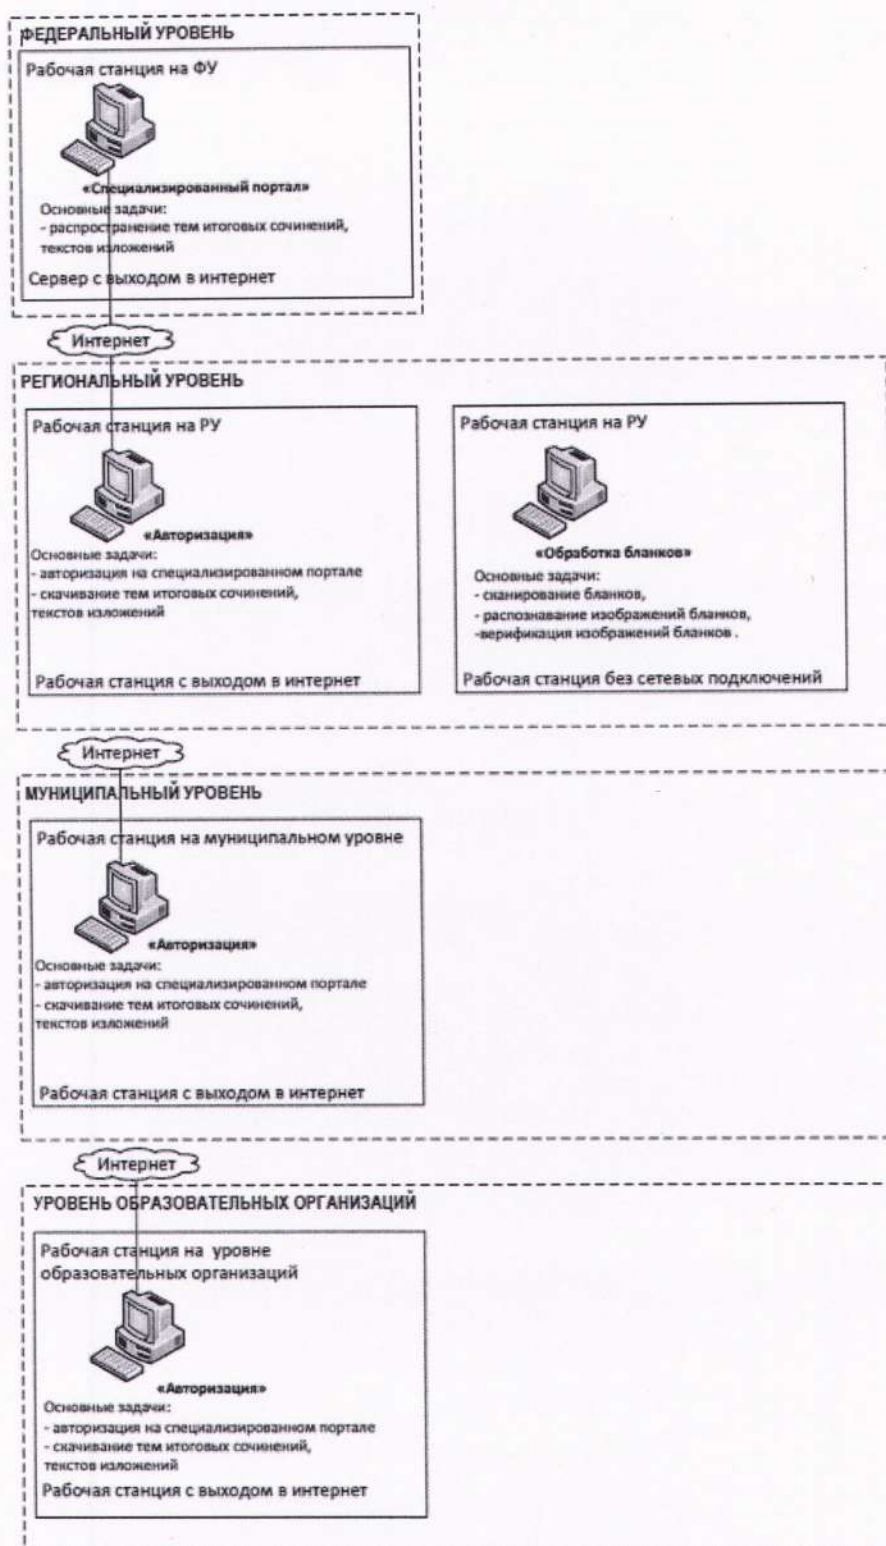 ФЕДЕРАЛЬНЫЙ УРОВЕНЬ
Рабочая станция на ФУ
«Специализированный портал»
Основные задачи:
- распространение тем итоговых сочинений,
текстов изложений
Сервер с выходом в интернет
Интернет
РЕГИОНАЛЬНЫЙ УРОВЕНЬ
Рабочая станция на РУ
«Авторизация»
Основные задачи:
- авторизация на специализированном портале
- скачивание тем итоговых сочинений,
текстов изложений
Рабочая станция с выходом в интернет
Рабочая станция на РУ
«Обработка бланков»
Основные задачи:
- сканирование бланков,
- распознавание изображений бланков,
-верификация изображений бланков .
Рабочая станция без сетевых подключений
Интернет
МУНИЦИПАЛЬНЫЙ УРОВЕНЬ
Рабочая станция на муниципальном уровне
«Авторизация»
Основные задачи:
- авторизация на специализированном портале
- скачивание тем итоговых сочинений,
текстов изложений
Рабочая станция с выходом в интернет
Интернет
УРОВЕНЬ ОБРАЗОВАТЕЛЬНЫХ ОРГАНИЗАЦИЙ
Рабочая станция на уровне
образовательных организаций
«Авторизация»
Основные задачи:
- авторизация на специализированном портале
- скачивание тем итоговых сочинений,
текстов изложений
Рабочая станция с выходом в интернет